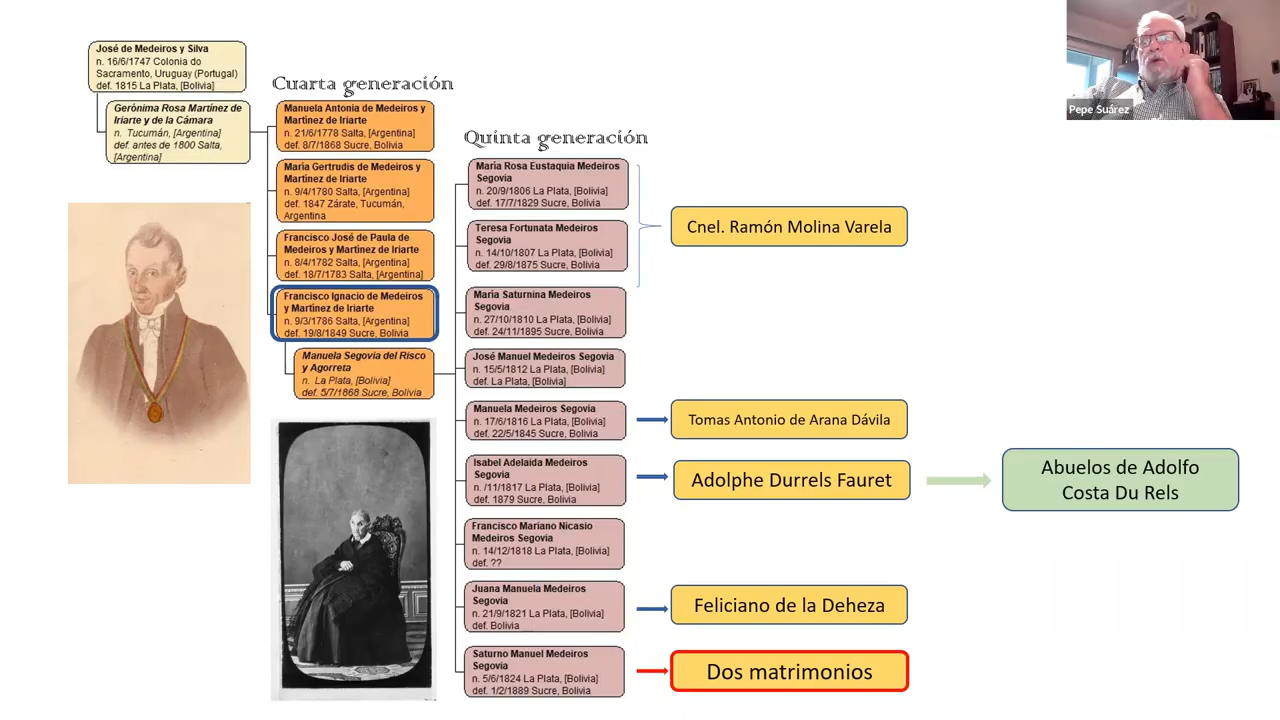 José de Medeiros y Silva
n. 16/6/1747 Colonia do
Sacramento, Uruguay (Portugal)
def. 1815 La Plata, [Bolivia]
Gerónima Rosa Martínez de
Iriarte y de la Cámara
n. Tucumán, [Argentina]
def. antes de 1800 Salta,
[Argentina]
Cuarta generación
Manuela Antonia de Medeiros y
Martínez de Iriarte
n. 21/6/1778 Salta, [Argentina]
def. 8/7/1868 Sucre, Bolivia
María Gertrudis de Medeiros y
Martínez de Iriarte
n. 9/4/1780 Salta, [Argentina]
def. 1847 Zárate, Tucumán,
Argentina
Francisco José de Paula de
Medeiros y Martínez de Iriarte
n. 8/4/1782 Salta, [Argentina]
def. 18/7/1783 Salta, [Argentina]
Francisco Ignacio de Medeiros
y Martínez de Iriarte
n. 9/3/1786 Salta, [Argentina]
def. 19/8/1849 Sucre, Bolivia
Manuela Segovia del Risco
y Agorreta
n. La Plata, [Bolivia]
def. 5/7/1868 Sucre, Bolivia
Quinta generación
María Rosa Eustaquia Medeiros
Segovia
n. 20/9/1806 La Plata, [Bolivia]
def. 17/7/1829 Sucre, Bolivia
Teresa Fortunata Medeiros
Segovia
n. 14/10/1807 La Plata, [Bolivia]
def. 29/8/1875 Sucre, Bolivia
María Saturnina Medeiros
Segovia
n. 27/10/1810 La Plata, [Bolivia]
def. 24/11/1895 Sucre, Bolivia
José Manuel Medeiros Segovia
n. 15/5/1812 La Plata, [Bolivia]
def. La Plata, [Bolivia]
Manuela Medeiros Segovia
n. 17/6/1816 La Plata, [Bolivia]
def. 22/5/1845 Sucre, Bolivia
Isabel Adelaida Medeiros
Segovia
n. /11/1817 La Plata, [Bolivia]
def. 1879 Sucre, Bolivia
Francisco Mariano Nicasio
Medeiros Segovia
n. 14/12/1818 La Plata, [Bolivia]
def. ??
Juana Manuela Medeiros
Segovia
n. 21/9/1821 La Plata, [Bolivia]
def. Bolivia
Saturno Manuel Medeiros
Segovia
n. 5/6/1824 La Plata, [Bolivia]
def. 1/2/1889 Sucre, Bolivia
Cnel. Ramón Molina Varela
Tomas Antonio de Arana Dávila
Adolphe Durrels Fauret
Feliciano de la Deheza
Dos matrimonios
Abuelos de Adolfo
Costa Du Rels
Pepe Suárez